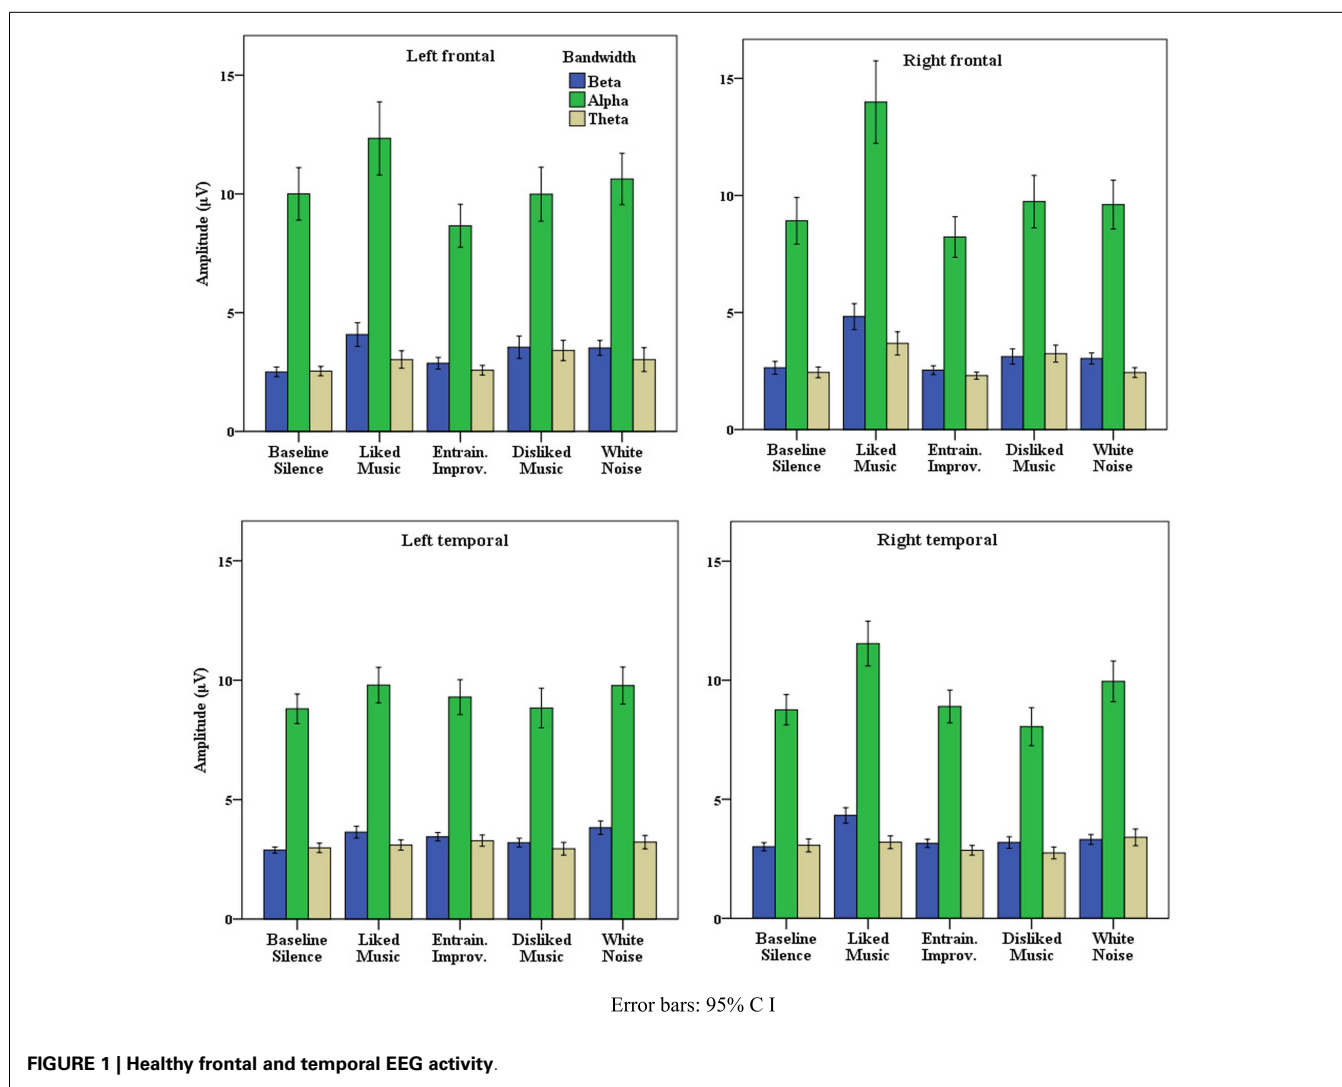 Left frontal
Bandwidth
Beta
Alpha
Theta
15
10
5
0
Amplitude (μV)
Baseline Silence
Liked Music
Entrain. Improv.
Disliked Music
White Noise
Right frontal
15
10
5
0
Baseline Silence
Liked Music
Entrain. Improv.
Disliked Music
White Noise
Left temporal
15
10
5
0
Amplitude (μV)
Baseline Silence
Liked Music
Entrain. Improv.
Disliked Music
White Noise
Right temporal
15
10
5
0
Baseline Silence
Liked Music
Entrain. Improv.
Disliked Music
White Noise
Error bars: 95% C I
FIGURE 1 | Healthy frontal and temporal EEG activity.